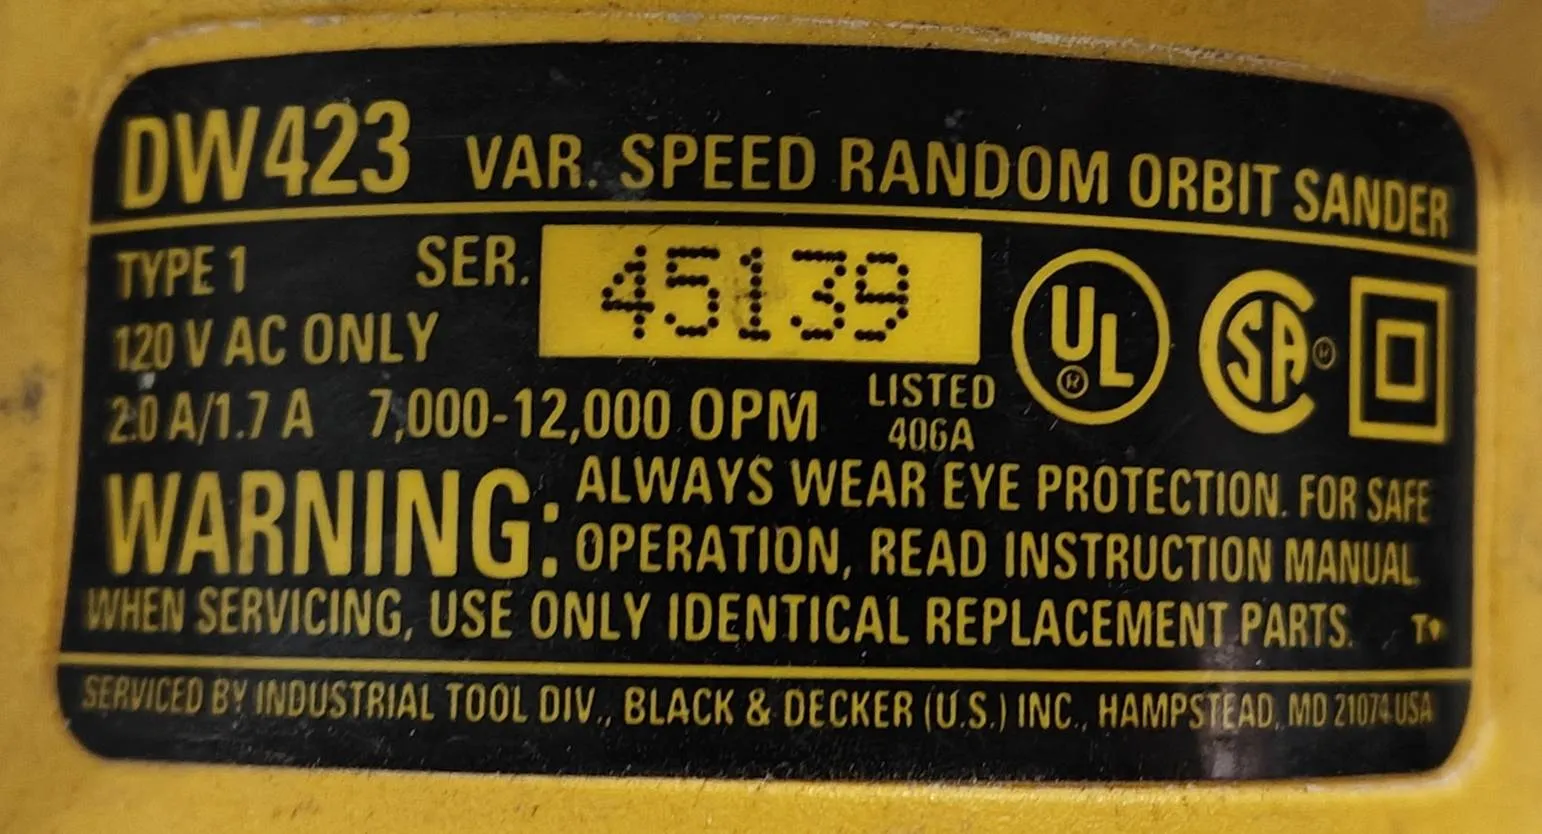 DW423 VAR. SPEED RANDOM ORBIT SANDER
TYPE 1 SER. 45139
120 V AC ONLY
2.0 A/1.7 A 7,000-12,000 OPM
LISTED
406A
UL ®
SA ®
WARNING: ALWAYS WEAR EYE PROTECTION. FOR SAFE
OPERATION, READ INSTRUCTION MANUAL.
WHEN SERVICING, USE ONLY IDENTICAL REPLACEMENT PARTS.
SERVICED BY INDUSTRIAL TOOL DIV., BLACK & DECKER (U.S.) INC., HAMPSTEAD, MD 21074 USA